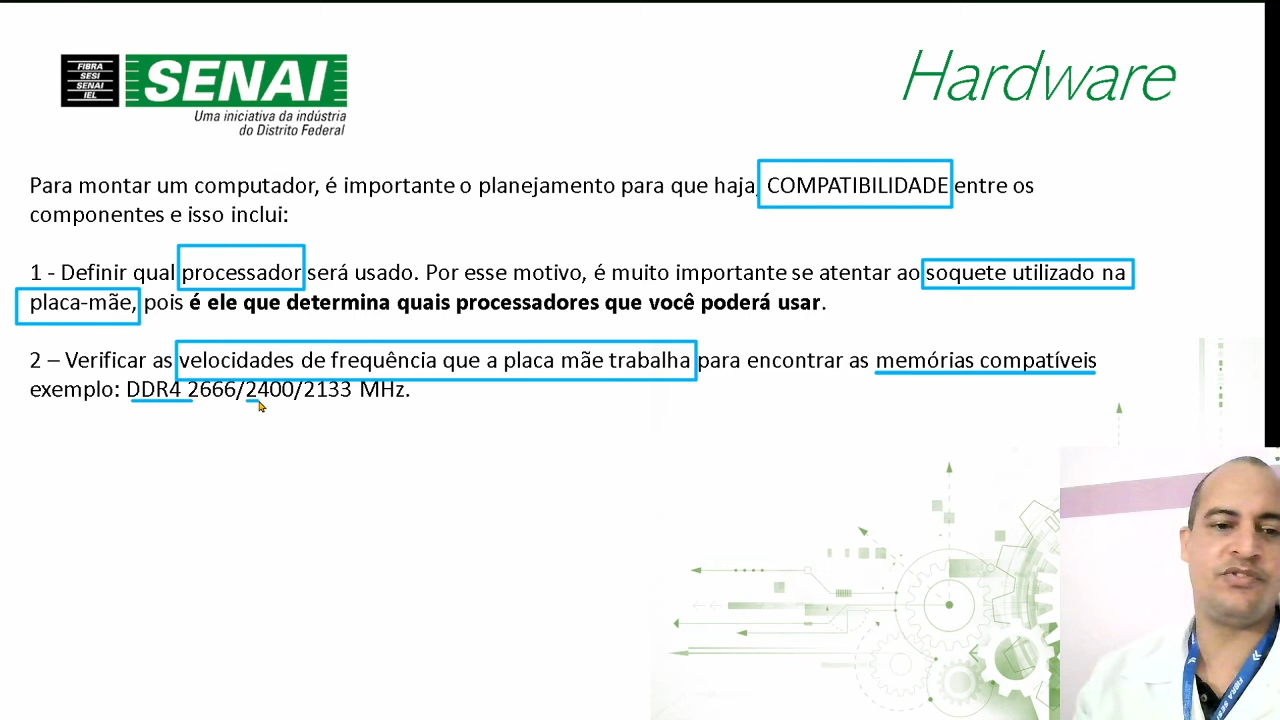 FIBRA
SESI
SENAI
IEL
SENAI
Uma iniciativa da indústria
do Distrito Federal
Hardware
Para montar um computador, é importante o planejamento para que haja, COMPATIBILIDADE entre os
componentes e isso inclui:
1 - Definir qual processador será usado. Por esse motivo, é muito importante se atentar ao soquete utilizado na
placa-mãe, pois é ele que determina quais processadores que você poderá usar.
2 – Verificar as velocidades de frequência que a placa mãe trabalha para encontrar as memórias compatíveis
exemplo: DDR4 2666/2400/2133 MHz.